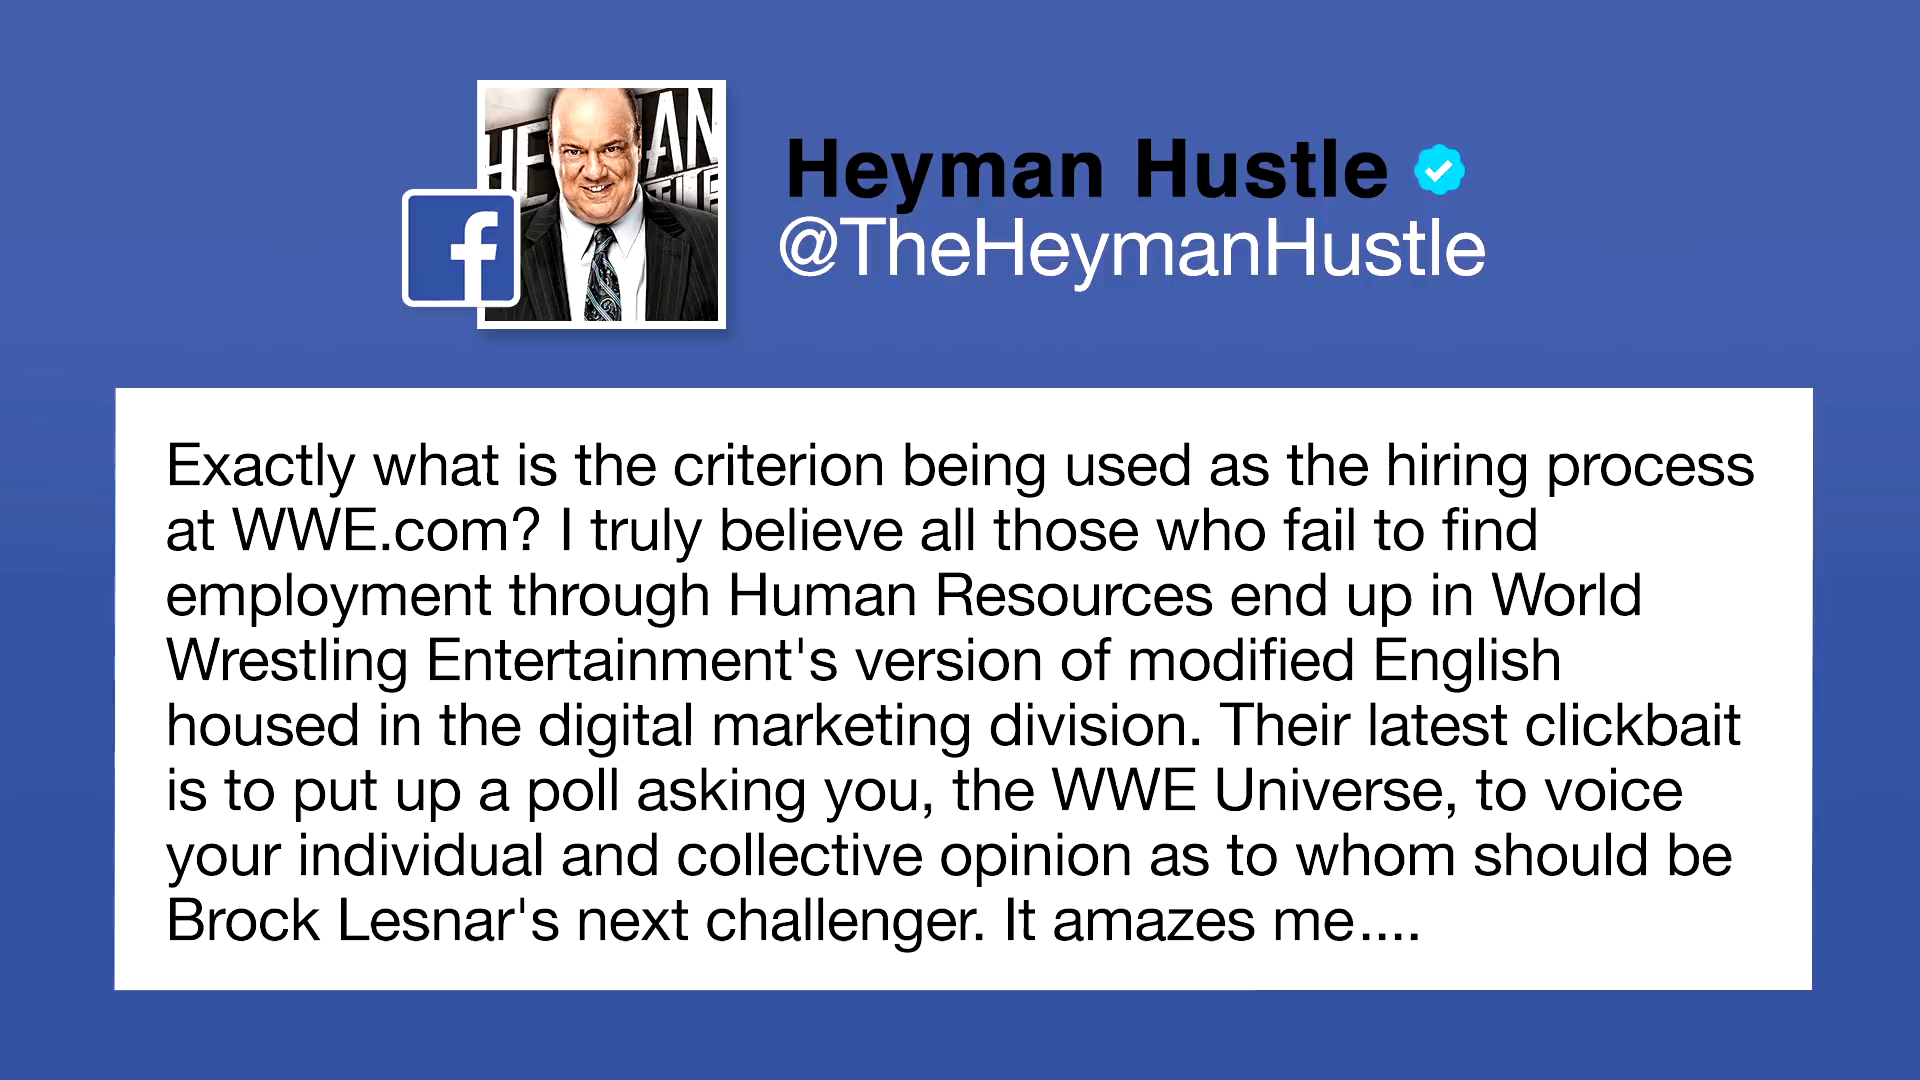 HEYMAN
HUSTLE
f
Heyman Hustle
@TheHeymanHustle
Exactly what is the criterion being used as the hiring process
at WWE.com? I truly believe all those who fail to find
employment through Human Resources end up in World
Wrestling Entertainment's version of modified English
housed in the digital marketing division. Their latest clickbait
is to put up a poll asking you, the WWE Universe, to voice
your individual and collective opinion as to whom should be
Brock Lesnar's next challenger. It amazes me....